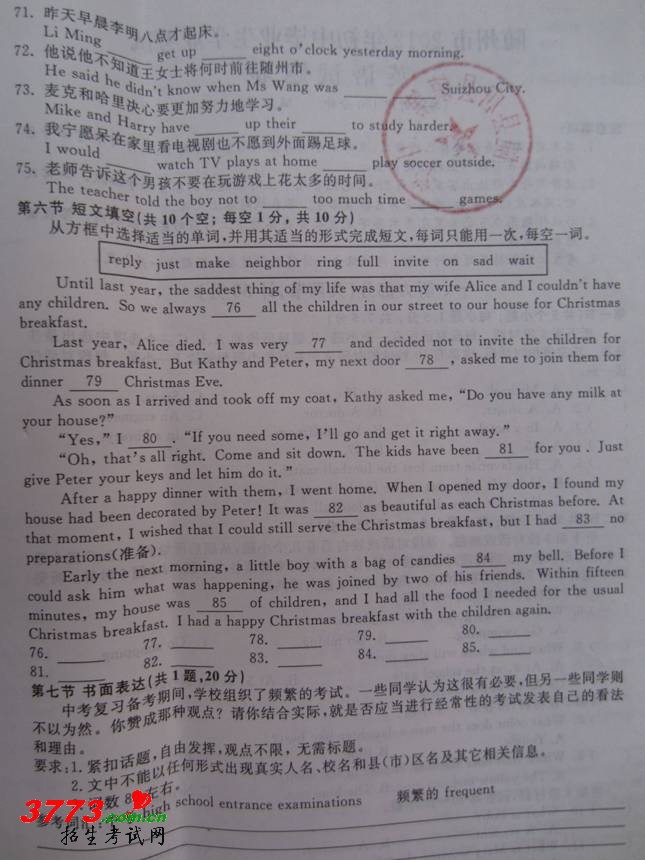 71. 昨天早晨李明八点才起床。
Li Ming ______ get up ______ eight o'clock yesterday morning.
72. 他说他不知道王女士将何时前往随州市。
He said he didn't know when Ms Wang was ______ ______ Suizhou City.
73. 麦克和哈里决心要更加努力地学习。
Mike and Harry have ______ up their ______ to study harder.
74. 我宁愿呆在家里看电视剧也不愿到外面踢足球。
I would ______ watch TV plays at home ______ play soccer outside.
75. 老师告诉这个男孩不要在玩游戏上花太多的时间。
The teacher told the boy not to ______ too much time ______ games.
第六节 短文填空(共10个空;每空1分,共10分)
从方框中选择适当的单词,并用其适当的形式完成短文,每词只能用一次,每空一词。
reply just make neighbor ring full invite on sad wait
Until last year, the saddest thing of my life was that my wife Alice and I couldn't have
any children. So we always 76 all the children in our street to our house for Christmas
breakfast.
Last year, Alice died. I was very 77 and decided not to invite the children for
Christmas breakfast. But Kathy and Peter, my next door 78 , asked me to join them for
dinner 79 Christmas Eve.
As soon as I arrived and took off my coat, Kathy asked me, "Do you have any milk at
your house?"
"Yes," I 80 . "If you need some, I'll go and get it right away."
"Oh, that's all right. Come and sit down. The kids have been 81 for you . Just
give Peter your keys and let him do it."
After a happy dinner with them, I went home. When I opened my door, I found my
house had been decorated by Peter! It was 82 as beautiful as each Christmas before. At
that moment, I wished that I could still serve the Christmas breakfast, but I had 83 no
preparations(准备).
Early the next morning, a little boy with a bag of candies 84 my bell. Before I
could ask him what was happening, he was joined by two of his friends. Within fifteen
minutes, my house was 85 of children, and I had all the food I needed for the usual
Christmas breakfast. I had a happy Christmas breakfast with the children again.
76. ______ 77. ______ 78. ______ 79. ______ 80. ______
81. ______ 82. ______ 83. ______ 84. ______ 85. ______
第七节 书面表达(共1题,20分)
中考复习备考期间,学校组织了频繁的考试。一些同学认为这很有必要,但另一些同学则
不以为然。你赞成那种观点?请你结合实际,就是否应当进行经常性的考试发表自己的看法
和理由。
要求:1. 紧扣话题,自由发挥,观点不限,无需标题。
2. 文中不能以任何形式出现真实人名、校名和县(市)区名及其它相关信息。
数 8 左右。
参考词 high school entrance examinations 频繁的 frequent
3773.com.cn
招生考试网